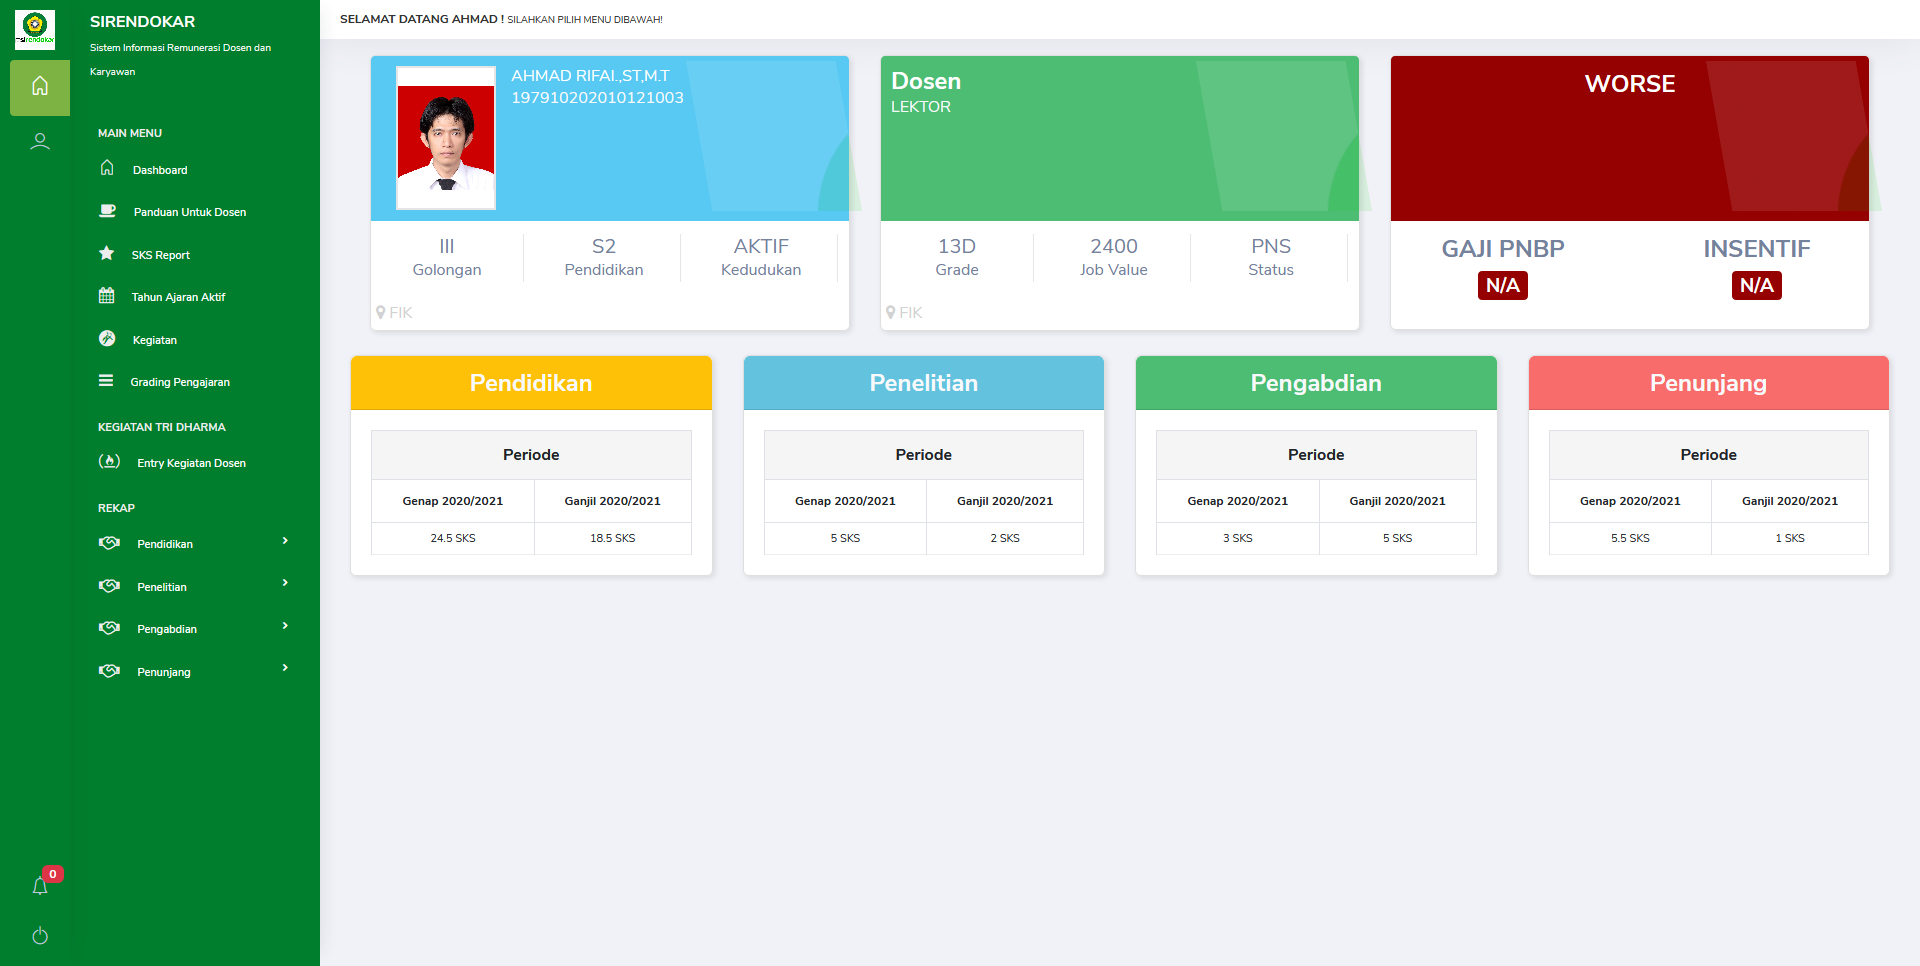 sirendokar
SIRENDOKAR
Sistem Informasi Remunerasi Dosen dan
Karyawan
MAIN MENU
Dashboard
Panduan Untuk Dosen
SKS Report
Tahun Ajaran Aktif
Kegiatan
Grading Pengajaran
KEGIATAN TRI DHARMA
Entry Kegiatan Dosen
REKAP
Pendidikan
Penelitian
Pengabdian
Penunjang
0
SELAMAT DATANG AHMAD ! SILAHKAN PILIH MENU DIBAWAH!
AHMAD RIFAI.,ST,M.T
197910202010121003
III S2 AKTIF
Golongan Pendidikan Kedudukan
FIK
Dosen
LEKTOR
13D 2400 PNS
Grade Job Value Status
FIK
WORSE
GAJI PNBP INSENTIF
N/A N/A
Pendidikan
Periode
Genap 2020/2021 Ganjil 2020/2021
24.5 SKS 18.5 SKS
Penelitian
Periode
Genap 2020/2021 Ganjil 2020/2021
5 SKS 2 SKS
Pengabdian
Periode
Genap 2020/2021 Ganjil 2020/2021
3 SKS 5 SKS
Penunjang
Periode
Genap 2020/2021 Ganjil 2020/2021
5.5 SKS 1 SKS